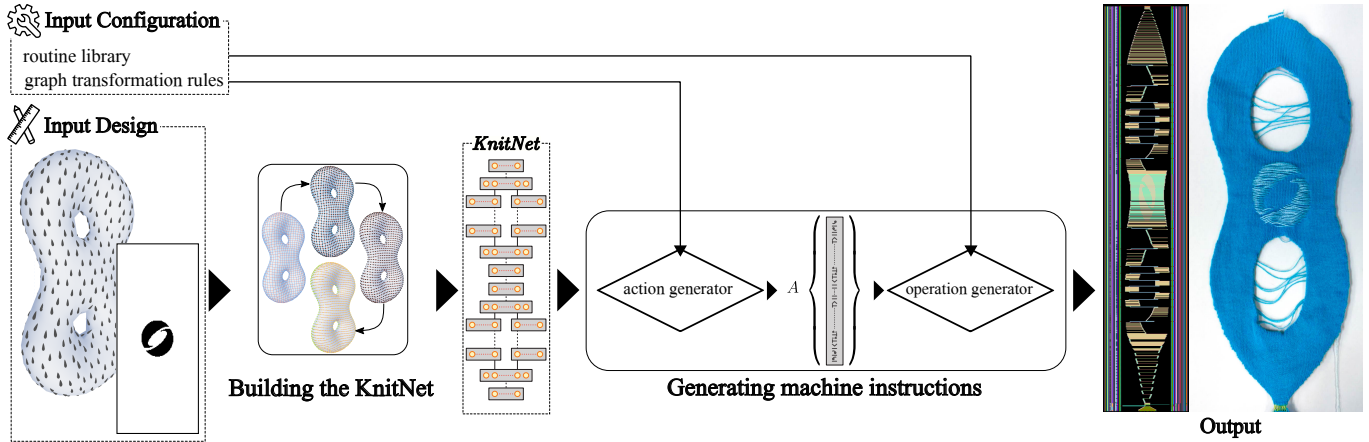 Input Configuration
routine library
graph transformation rules
Input Design
KnitNet
action generator
A
operation generator
Building the KnitNet
Generating machine instructions
Output